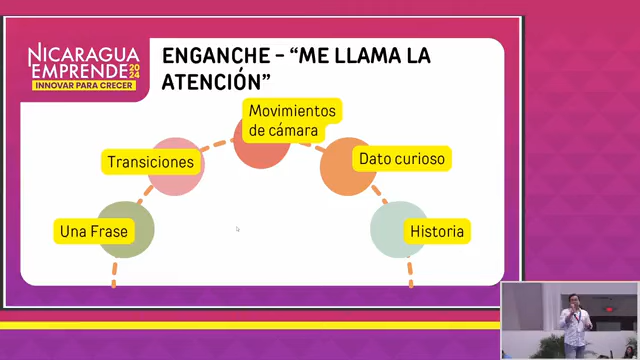 NICARAGUA
EMPRENDE 2024
INNOVAR PARA CRECER
ENGANCHE – “ME LLAMA LA
ATENCIÓN”
Movimientos
de cámara
Transiciones
Dato curioso
Una Frase
Historia